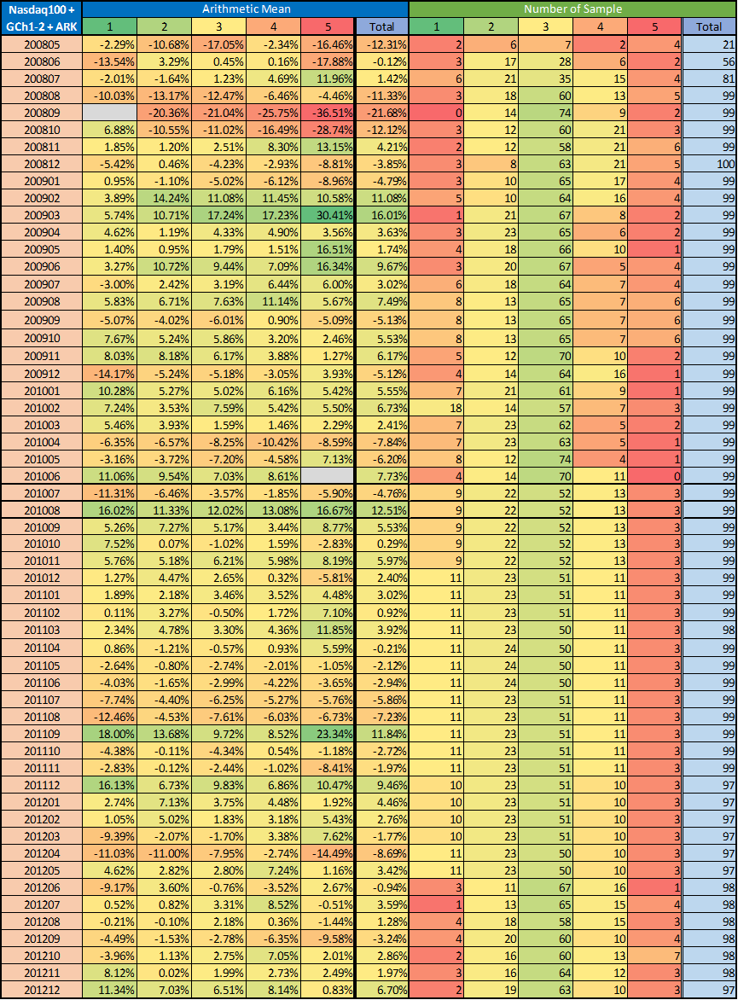 Nasdaq100 + GCh1-2 + ARK Arithmetic Mean Number of Sample
1 2 3 4 5 Total 1 2 3 4 5 Total
200805 -2.29% -10.68% -17.05% -2.34% -16.46% -12.31% 2 6 7 2 4 21
200806 -13.54% 3.29% 0.45% 0.16% -17.88% -0.12% 3 17 28 6 2 56
200807 -2.01% -1.64% 1.23% 4.69% 11.96% 1.42% 6 21 35 15 4 81
200808 -10.03% -13.17% -12.47% -6.46% -4.46% -11.33% 3 18 60 13 5 99
200809 -20.36% -21.04% -25.75% -36.51% -21.68% 0 14 74 9 2 99
200810 6.88% -10.55% -11.02% -16.49% -28.74% -12.12% 3 12 60 21 3 99
200811 1.85% 1.20% 2.51% 8.30% 13.15% 4.21% 2 12 58 21 6 99
200812 -5.42% 0.46% -4.23% -2.93% -8.81% -3.85% 3 8 63 21 5 100
200901 0.95% -1.10% -5.02% -6.12% -8.96% -4.79% 3 10 65 17 4 99
200902 3.89% 14.24% 11.08% 11.45% 10.58% 11.08% 5 10 64 16 4 99
200903 5.74% 10.71% 17.24% 17.23% 30.41% 16.01% 1 21 67 8 2 99
200904 4.62% 1.19% 4.33% 4.90% 3.56% 3.63% 3 23 65 6 2 99
200905 1.40% 0.95% 1.79% 1.51% 16.51% 1.74% 4 18 66 10 1 99
200906 3.27% 10.72% 9.44% 7.09% 16.34% 9.67% 3 20 67 5 4 99
200907 -3.00% 2.42% 3.19% 6.44% 6.00% 3.02% 6 18 64 7 4 99
200908 5.83% 6.71% 7.63% 11.14% 5.67% 7.49% 8 13 65 7 6 99
200909 -5.07% -4.02% -6.01% 0.90% -5.09% -5.13% 8 13 65 7 6 99
200910 7.67% 5.24% 5.86% 3.20% 2.46% 5.53% 8 13 65 7 6 99
200911 8.03% 8.18% 6.17% 3.88% 1.27% 6.17% 5 12 70 10 2 99
200912 -14.17% -5.24% -5.18% -3.05% 3.93% -5.12% 4 14 64 16 1 99
201001 10.28% 5.27% 5.02% 6.16% 5.42% 5.55% 7 21 61 9 1 99
201002 7.24% 3.53% 7.59% 5.42% 5.50% 6.73% 18 14 57 7 3 99
201003 5.46% 3.93% 1.59% 1.46% 2.29% 2.41% 7 23 62 5 2 99
201004 -6.35% -6.57% -8.25% -10.42% -8.59% -7.84% 7 23 63 5 1 99
201005 -3.16% -3.72% -7.20% -4.58% 7.13% -6.20% 8 12 74 4 1 99
201006 11.06% 9.54% 7.03% 8.61% 7.73% 4 14 70 11 0 99
201007 -11.31% -6.46% -3.57% -1.85% -5.90% -4.76% 9 22 52 13 3 99
201008 16.02% 11.33% 12.02% 13.08% 16.67% 12.51% 9 22 52 13 3 99
201009 5.26% 7.27% 5.17% 3.44% 8.77% 5.53% 9 22 52 13 3 99
201010 7.52% 0.07% -1.02% 1.59% -2.83% 0.29% 9 22 52 13 3 99
201011 5.76% 5.18% 6.21% 5.98% 8.19% 5.97% 9 22 52 13 3 99
201012 1.27% 4.47% 2.65% 0.32% -5.81% 2.40% 11 23 51 11 3 99
201101 1.89% 2.18% 3.46% 3.52% 4.48% 3.02% 11 23 51 11 3 99
201102 0.11% 3.27% -0.50% 1.72% 7.10% 0.92% 11 23 51 11 3 99
201103 2.34% 4.78% 3.30% 4.36% 11.85% 3.92% 11 23 50 11 3 98
201104 0.86% -1.21% -0.57% 0.93% 5.59% -0.21% 11 24 50 11 3 99
201105 -2.64% -0.80% -2.74% -2.01% -1.05% -2.12% 11 24 50 11 3 99
201106 -4.03% -1.65% -2.99% -4.22% -3.65% -2.94% 11 24 50 11 3 99
201107 -7.74% -4.40% -6.25% -5.27% -5.76% -5.86% 11 23 51 11 3 99
201108 -12.46% -4.53% -7.61% -6.03% -6.73% -7.23% 11 23 51 11 3 99
201109 18.00% 13.68% 9.72% 8.52% 23.34% 11.84% 11 23 51 11 3 99
201110 -4.38% -0.11% -4.34% 0.54% -1.18% -2.72% 11 23 51 11 3 99
201111 -2.83% -0.12% -2.44% -1.02% -8.41% -1.97% 11 23 51 11 3 99
201112 16.13% 6.73% 9.83% 6.86% 10.47% 9.46% 10 23 51 10 3 97
201201 2.74% 7.13% 3.75% 4.48% 1.92% 4.46% 10 23 51 10 3 97
201202 1.05% 5.02% 1.83% 3.18% 5.43% 2.76% 10 23 51 10 3 97
201203 -9.39% -2.07% -1.70% 3.38% 7.62% -1.77% 10 23 51 10 3 97
201204 -11.03% -11.00% -7.95% -2.74% -14.49% -8.69% 11 23 50 10 3 97
201205 4.62% 2.82% 2.80% 7.24% 1.16% 3.42% 11 23 50 10 3 97
201206 -9.17% 3.60% -0.76% -3.52% 2.67% -0.94% 3 11 67 16 1 98
201207 0.52% 0.82% 3.31% 8.52% -0.51% 3.59% 1 13 65 15 4 98
201208 -0.21% -0.10% 2.18% 0.36% -1.44% 1.28% 4 18 58 15 3 98
201209 -4.49% -1.53% -2.78% -6.35% -9.58% -3.24% 4 20 60 10 4 98
201210 -3.96% 1.13% 2.75% 7.05% 2.01% 2.86% 2 16 60 13 7 98
201211 8.12% 0.02% 1.99% 2.73% 2.49% 1.97% 3 16 64 12 3 98
201212 11.34% 7.03% 6.51% 8.14% 0.83% 6.70% 2 19 63 10 3 97